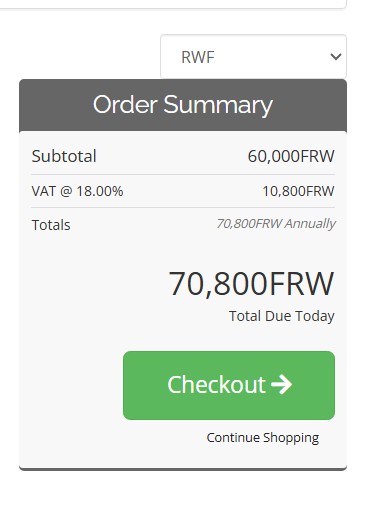 RWF
Order Summary
Subtotal 60,000FRW
VAT @ 18.00% 10,800FRW
Totals 70,800FRW Annually
70,800FRW
Total Due Today
Checkout
Continue Shopping